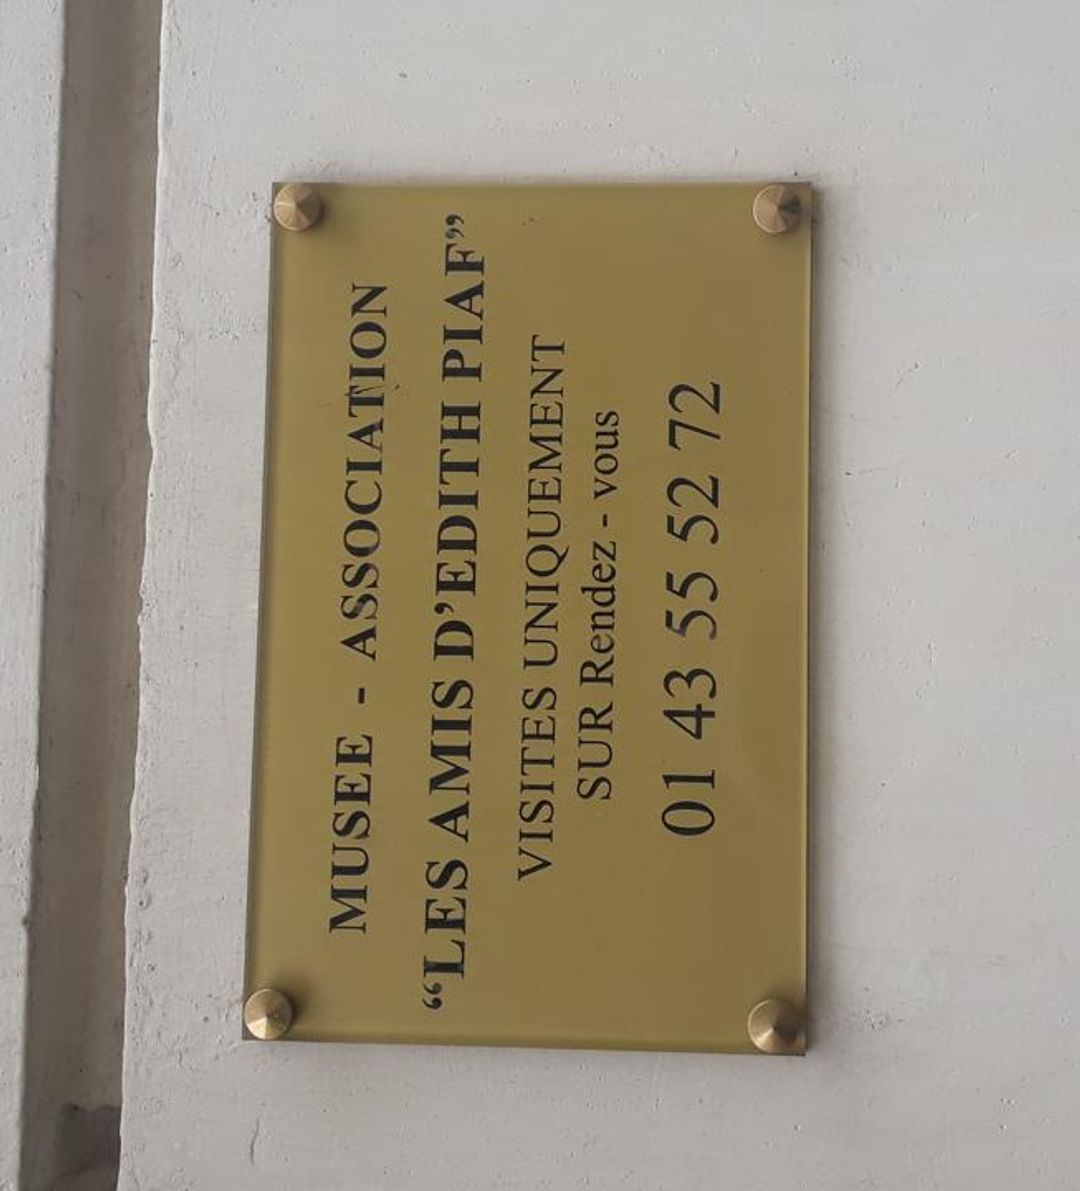 MUSEE - ASSOCIATION
“LES AMIS D’EDITH PIAF”
VISITES UNIQUEMENT
SUR Rendez - vous
01 43 55 52 72